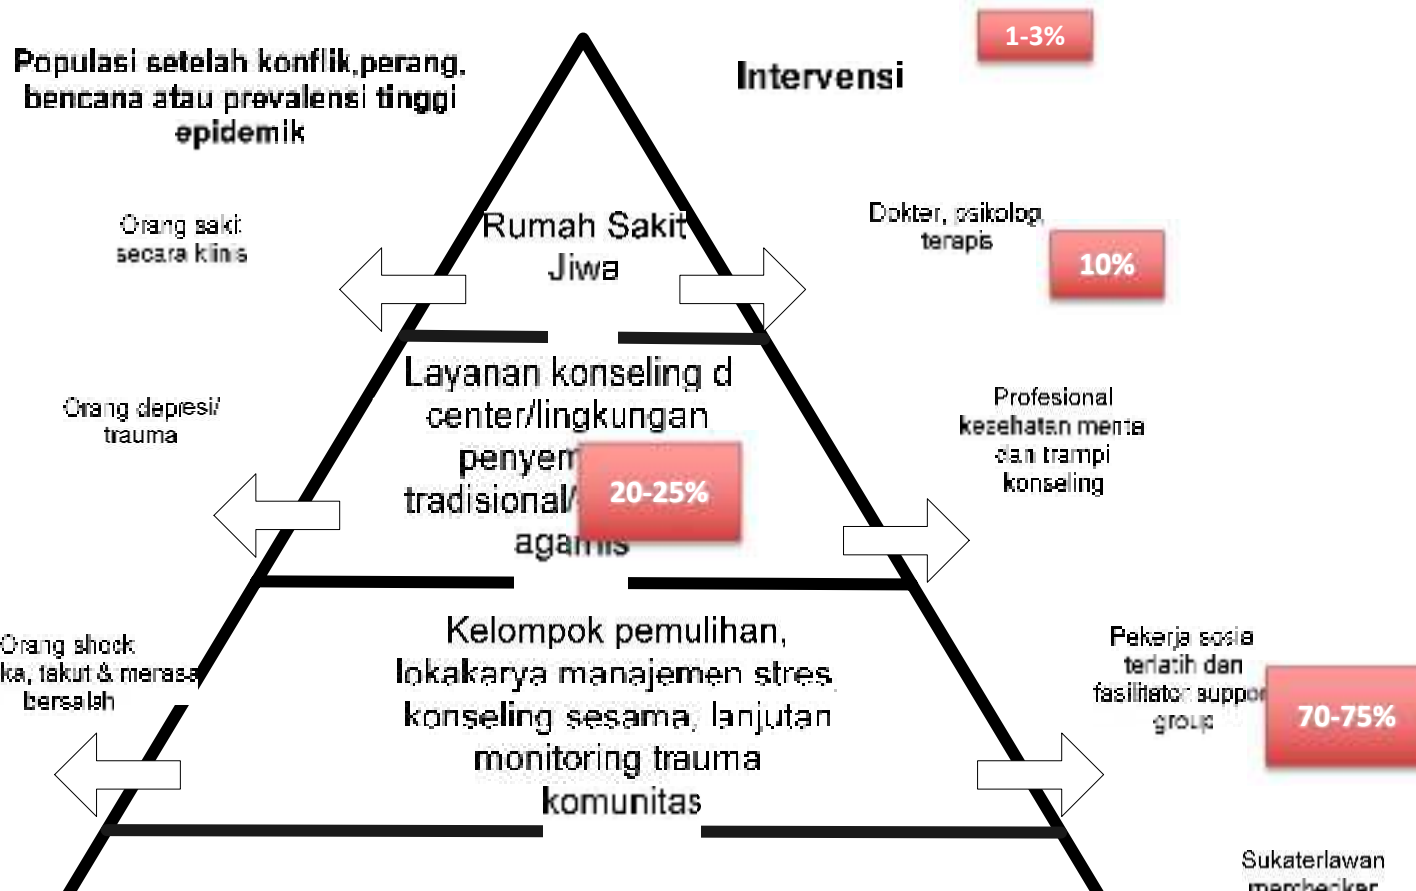 Populasi setelah konflik,perang,
bencana atau prevalensi tinggi
epidemik
Intervensi
1-3%
Orang sakit
secara klinis
Rumah Sakit
Jiwa
Dokter, psikolog,
terapis
10%
Orang depresi/
trauma
Layanan konseling d
center/lingkungan
penyem
tradisional/
agamis
20-25%
Profesional
kesehatan menta
dan trampi
konseling
Orang shock
ka, takut & merasa
bersalah
Kelompok pemulihan,
lokakarya manajemen stres,
konseling sesama, lanjutan
monitoring trauma
komunitas
Pekerja sosia
terlatih dan
fasilitator suppor
group
70-75%
Sukaterlawan